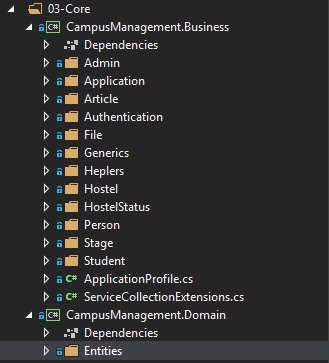 03-Core
C# CampusManagement.Business
Dependencies
Admin
Application
Article
Authentication
File
Generics
Heplers
Hostel
HostelStatus
Person
Stage
Student
C# ApplicationProfile.cs
C# ServiceCollectionExtensions.cs
C# CampusManagement.Domain
Dependencies
Entities